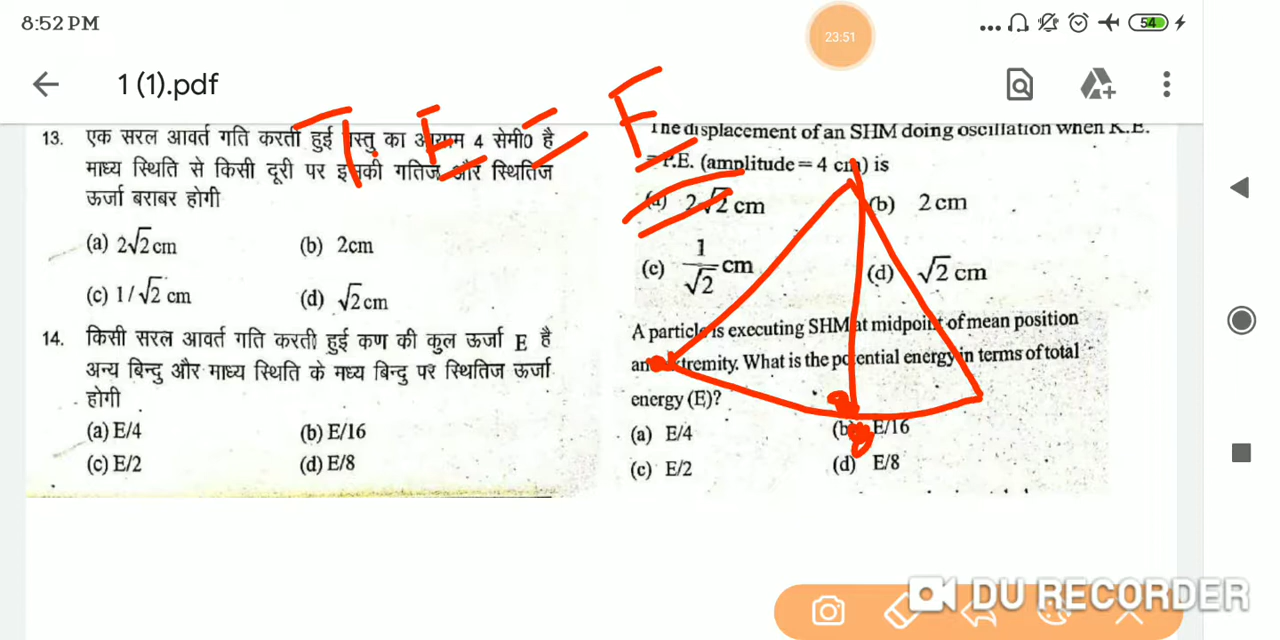 8:52 PM
23:51
54
1 (1).pdf
T.E = E
13. एक सरल आवर्त गति करती हुई वस्तु का आयाम 4 सेमी0 है
माध्य स्थिति से किसी दूरी पर इसकी गतिज और स्थितिज
ऊर्जा बराबर होगी
(a) 2√2 cm (b) 2cm
(c) 1/√2 cm (d) √2 cm
14. किसी सरल आवर्त गति करती हुई कण की कुल ऊर्जा E है
अन्य बिन्दु और माध्य स्थिति के मध्य बिन्दु पर स्थितिज ऊर्जा
होगी
(a) E/4 (b) E/16
(c) E/2 (d) E/8
The displacement of an SHM doing oscillation when K.E.
= P.E. (amplitude = 4 cm) is
(a) 2√2 cm (b) 2 cm
(c) 1/√2 cm (d) √2 cm
A particle is executing SHM at midpoint of mean position
and extremity. What is the potential energy in terms of total
energy (E)?
(a) E/4 (b) E/16
(c) E/2 (d) E/8
DU RECORDER